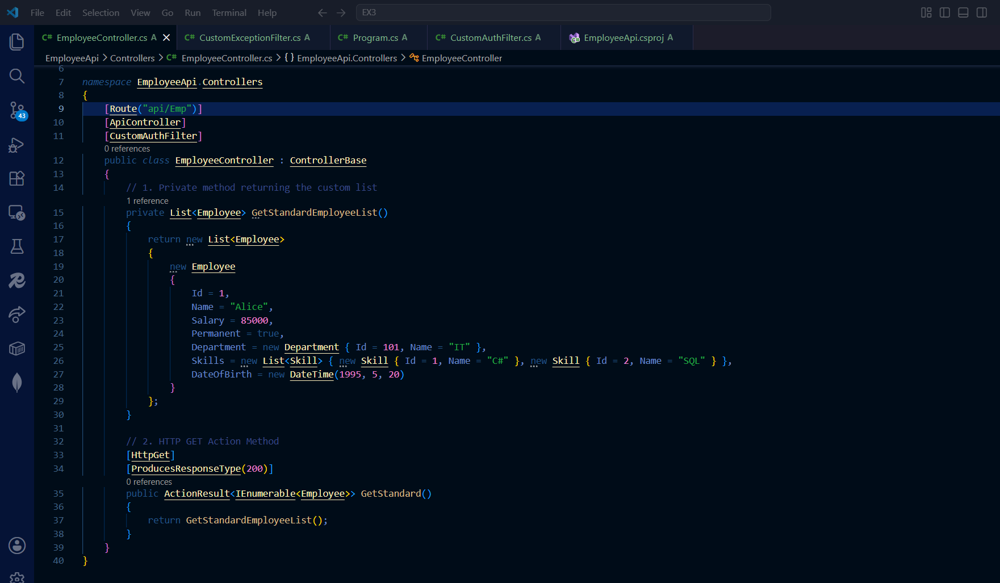 File Edit Selection View Go Run Terminal Help EX3
C# EmployeeController.cs A C# CustomExceptionFilter.cs A C# Program.cs A C# CustomAuthFilter.cs A EmployeeApi.csproj A
EmployeeApi > Controllers > C# EmployeeController.cs > {} EmployeeApi.Controllers > EmployeeController
6
7 namespace EmployeeApi.Controllers
8 {
9 [Route("api/Emp")]
10 [ApiController]
11 [CustomAuthFilter]
0 references
12 public class EmployeeController : ControllerBase
13 {
14 // 1. Private method returning the custom list
1 reference
15 private List<Employee> GetStandardEmployeeList()
16 {
17 return new List<Employee>
18 {
19 new Employee
20 {
21 Id = 1,
22 Name = "Alice",
23 Salary = 85000,
24 Permanent = true,
25 Department = new Department { Id = 101, Name = "IT" },
26 Skills = new List<Skill> { new Skill { Id = 1, Name = "C#" }, new Skill { Id = 2, Name = "SQL" } },
27 DateOfBirth = new DateTime(1995, 5, 20)
28 }
29 };
30 }
31
32 // 2. HTTP GET Action Method
33 [HttpGet]
34 [ProducesResponseType(200)]
0 references
35 public ActionResult<IEnumerable<Employee>> GetStandard()
36 {
37 return GetStandardEmployeeList();
38 }
39 }
40 }
43